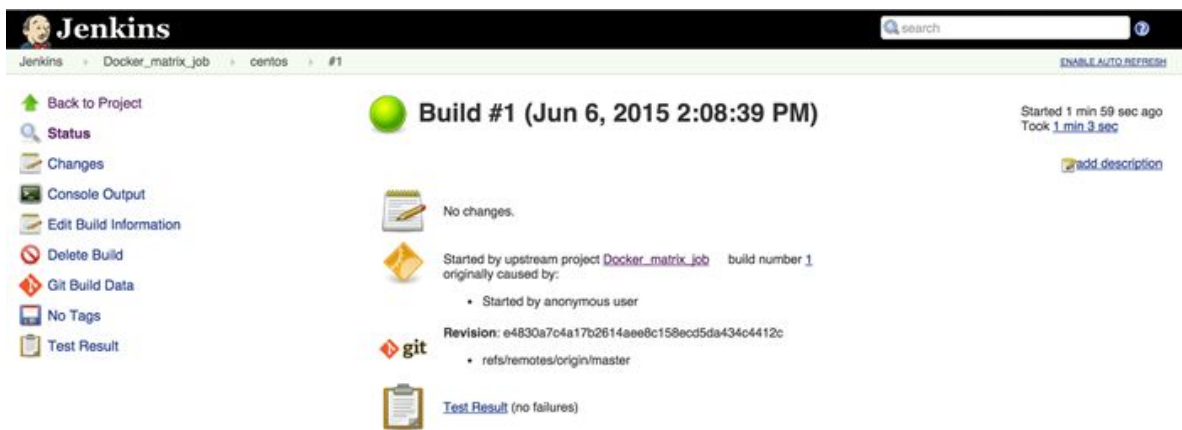 Jenkins
search
Jenkins Docker_matrix_job centos #1
ENABLE AUTO REFRESH
Back to Project
Status
Changes
Console Output
Edit Build Information
Delete Build
Git Build Data
No Tags
Test Result
Build #1 (Jun 6, 2015 2:08:39 PM)
Started 1 min 59 sec ago
Took 1 min 3 sec
add description
No changes.
Started by upstream project Docker_matrix_job build number 1
originally caused by:
• Started by anonymous user
Revision: e4830a7c4a17b2614aee8c158ecd5da434c4412c
git
• refs/remotes/origin/master
Test Result (no failures)